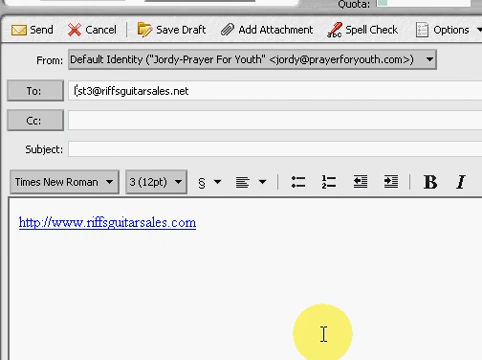 Quota:
Send Cancel Save Draft Add Attachment Spell Check Options
From: Default Identity ("Jordy-Prayer For Youth" <jordy@prayerforyouth.com>)
To: st3@riffsguitarsales.net
Cc:
Subject:
Times New Roman 3 (12pt) § B I
http://www.riffsguitarsales.com